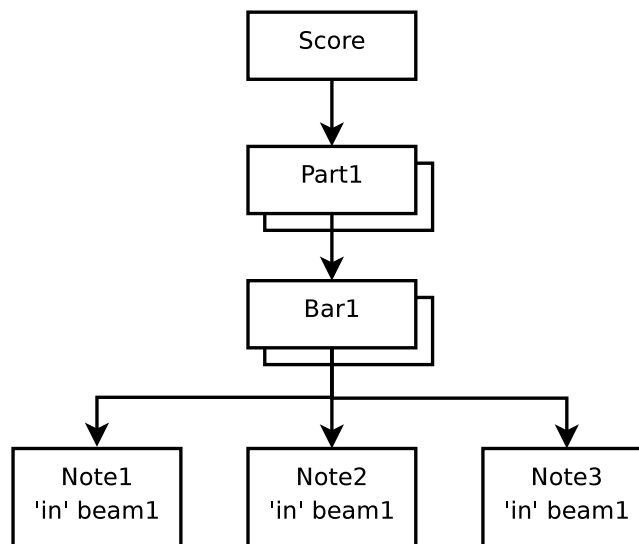 Score
Part1
Bar1
Note1
'in' beam1
Note2
'in' beam1
Note3
'in' beam1